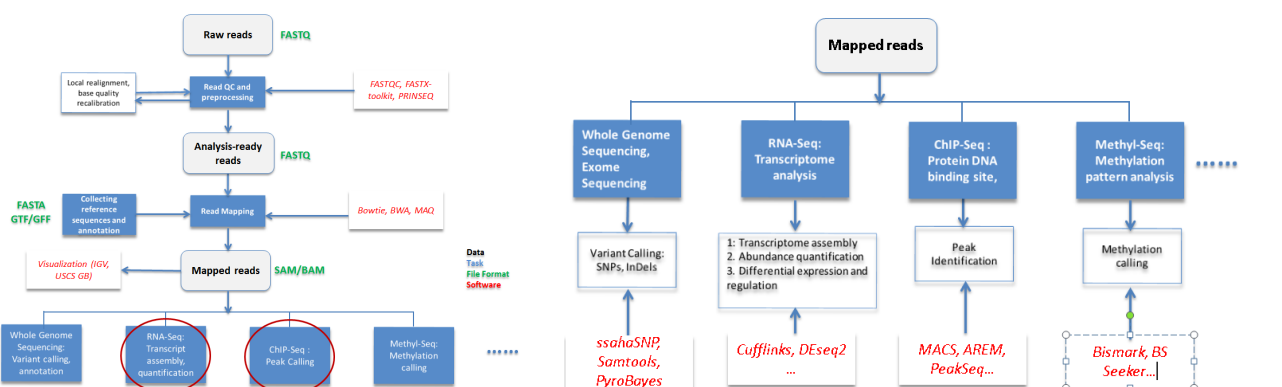 Raw reads
FASTQ
Local realignment,
base quality
recalibration
Read QC and
preprocessing
FASTQC, FASTX-
toolkit, PRINSEQ
Analysis-ready
reads
FASTQ
FASTA
GTF/GFF
Collecting
reference
sequences and
annotation
Read Mapping
Bowtie, BWA, MAQ
Visualization (IGV,
USCS GB)
Mapped reads
SAM/BAM
Data
Task
File Format
Software
Whole Genome
Sequencing:
Variant calling,
annotation
RNA-Seq:
Transcript
assembly,
quantification
ChIP-Seq :
Peak Calling
Methyl-Seq:
Methylation
calling
......
Mapped reads
Whole Genome
Sequencing,
Exome
Sequencing
RNA-Seq:
Transcriptome
analysis
ChIP-Seq :
Protein DNA
binding site,
Methyl-Seq:
Methylation
pattern analysis
......
Variant Calling:
SNPs, InDels
1: Transcriptome assembly
2. Abundance quantification
3. Differential expression and
regulation
Peak
Identification
Methylation
calling
ssahaSNP,
Samtools,
PyroBayes
Cufflinks, DEseq2
...
MACS, AREM,
PeakSeq...
Bismark, BS
Seeker...